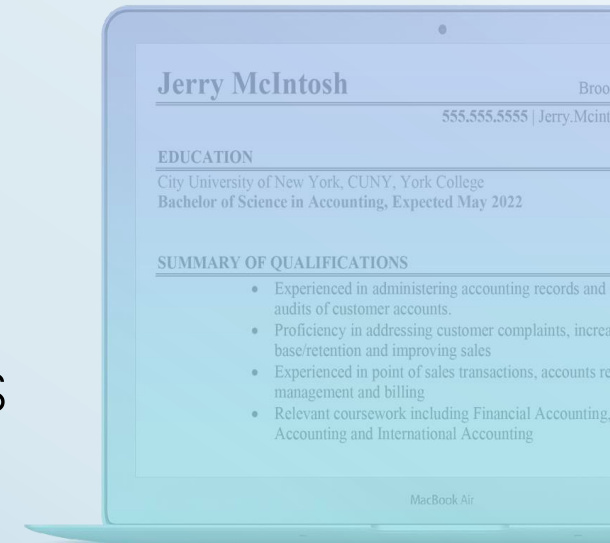 Jerry McIntosh
Broo
555.555.5555 | Jerry.Mcint
EDUCATION
City University of New York, CUNY, York College
Bachelor of Science in Accounting, Expected May 2022
SUMMARY OF QUALIFICATIONS
• Experienced in administering accounting records and
audits of customer accounts.
• Proficiency in addressing customer complaints, increa
base/retention and improving sales
• Experienced in point of sales transactions, accounts re
management and billing
• Relevant coursework including Financial Accounting,
Accounting and International Accounting
s
MacBook Air